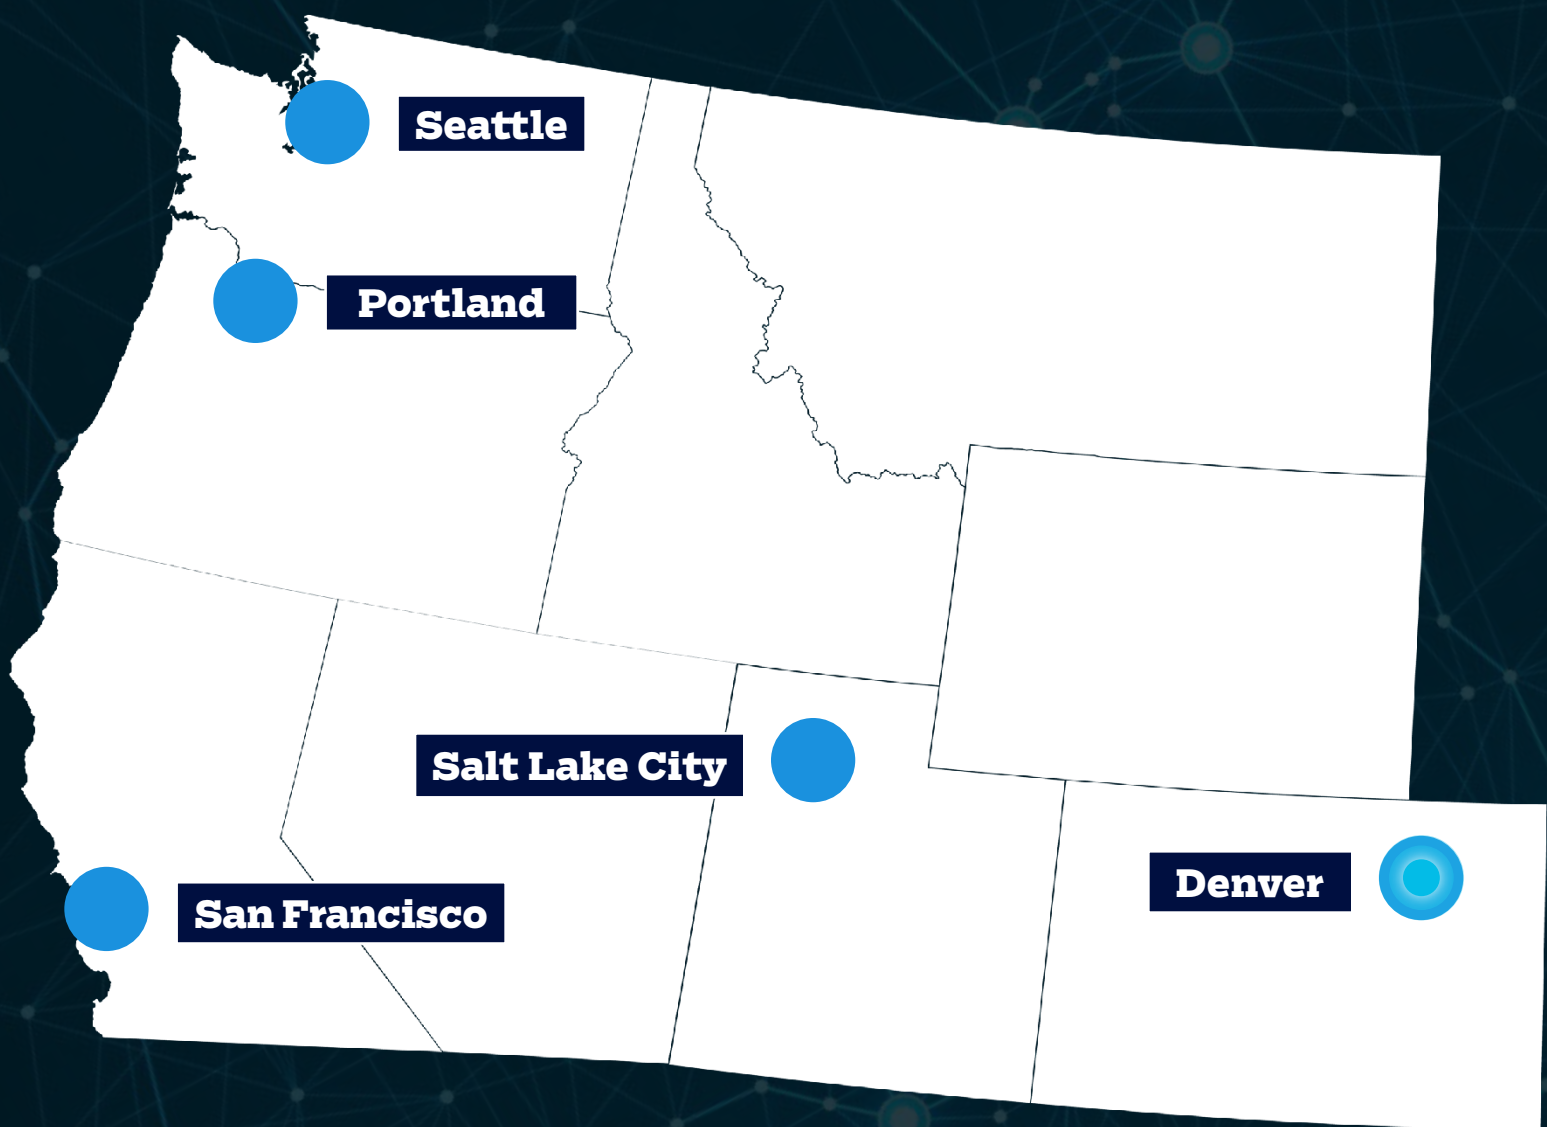 Seattle
Portland
Salt Lake City
Denver
San Francisco